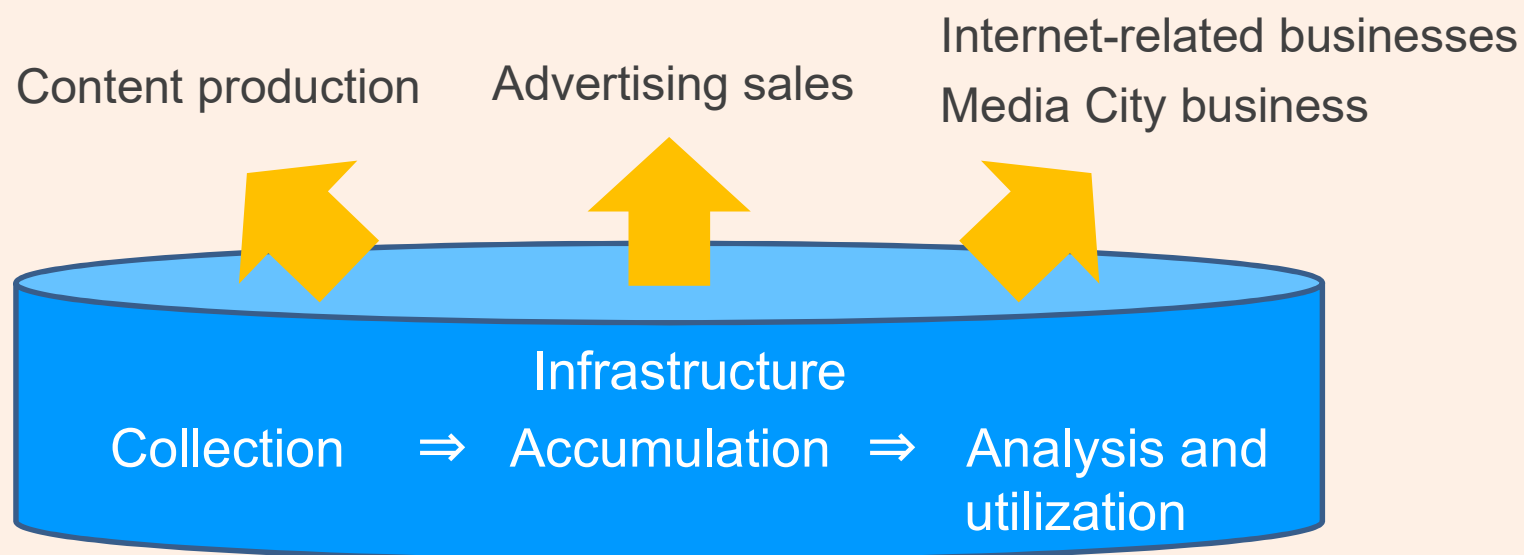 Content production
Advertising sales
Internet-related businesses
Media City business
Infrastructure
Collection ⇒ Accumulation ⇒ Analysis and
utilization